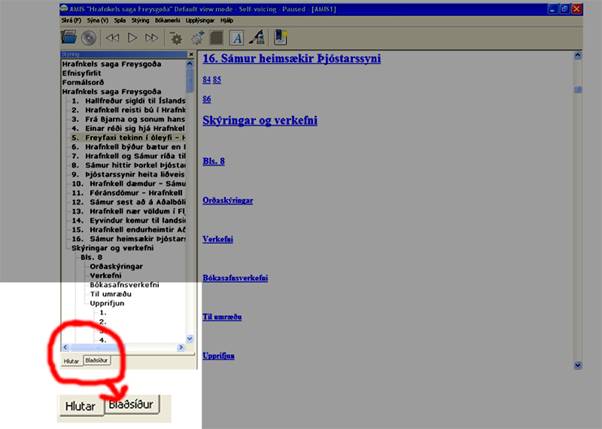 AMIS "Hrafnkels saga Freysgoða" Default view mode - Self-voicing - Paused [AMIS1]
Skrá (F) Sýna (V) Spila Stýring Bókamerki Upplýsingar Hjálp
Stýring
Hrafnkels saga Freysgoða
Efnisyfirlit
Formálsorð
Hrafnkels saga Freysgoða
1. Hallfreður sigldi til Íslands
2. Hrafnkell reisti bú í Hrafnkel
3. Frá Bjarna og sonum hans
4. Einar réði sig hjá Hrafnkel
5. Freyfaxi tekinn í óleyfi - H
6. Hrafnkell býður bætur en Þ
7. Hrafnkell og Sámur ríða til
8. Sámur hittir Þorkel Þjósta
9. Þjóstarssynir heita liðveis
10. Hrafnkell dæmdur - Sámu
11. Féránsdómur - Hrafnkell
12. Sámur sest að á Aðalbóli
13. Hrafnkell nær völdum í Flj
14. Eyvindur kemur til landsi
15. Hrafnkell endurheimtir Að
16. Sámur heimsækir Þjóstars
Skýringar og verkefni
Bls. 8
Orðaskýringar
Verkefni
Bókasafnsverkefni
Til umræðu
Upprifjun
1.
2.
3.
4.
Hlutar Blaðsíður
16. Sámur heimsækir Þjóstarssyni
84 85
86
Skýringar og verkefni
Bls. 8
Orðaskýringar
Verkefni
Bókasafnsverkefni
Til umræðu
Upprifjun
Hlutar Blaðsíður